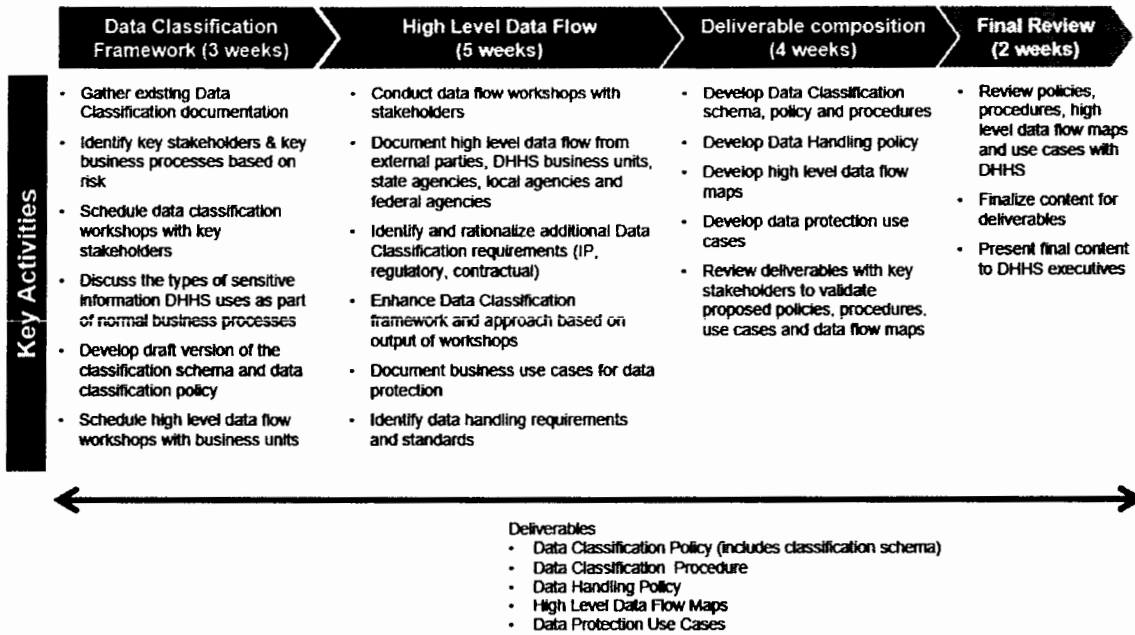 Data Classification
Framework (3 weeks)
High Level Data Flow
(5 weeks)
Deliverable composition
(4 weeks)
Final Review
(2 weeks)
Key Activities
• Gather existing Data
Classification documentation
• Identify key stakeholders & key
business processes based on
risk
• Schedule data classification
workshops with key
stakeholders
• Discuss the types of sensitive
information DHHS uses as part
of normal business processes
• Develop draft version of the
classification schema and data
classification policy
• Schedule high level data flow
workshops with business units
• Conduct data flow workshops with
stakeholders
• Document high level data flow from
external parties, DHHS business units,
state agencies, local agencies and
federal agencies
• Identify and rationalize additional Data
Classification requirements (IP,
regulatory, contractual)
• Enhance Data Classification
framework and approach based on
output of workshops
• Document business use cases for data
protection
• Identify data handling requirements
and standards
• Develop Data Classification
schema, policy and procedures
• Develop Data Handling policy
• Develop high level data flow
maps
• Develop data protection use
cases
• Review deliverables with key
stakeholders to validate
proposed policies, procedures,
use cases and data flow maps
• Review policies,
procedures, high
level data flow maps
and use cases with
DHHS
• Finalize content for
deliverables
• Present final content
to DHHS executives
Deliverables
• Data Classification Policy (includes classification schema)
• Data Classification Procedure
• Data Handling Policy
• High Level Data Flow Maps
• Data Protection Use Cases